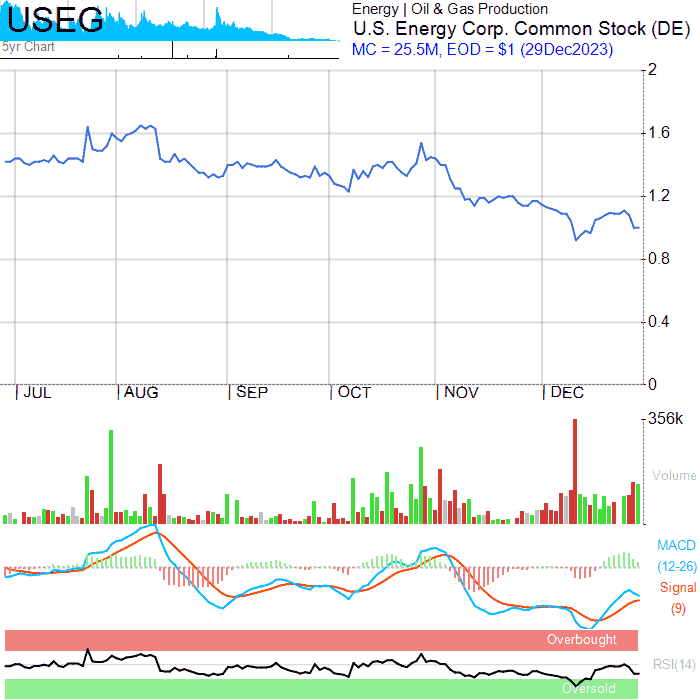 USEG
5yr Chart
Energy | Oil & Gas Production
U.S. Energy Corp. Common Stock (DE)
MC = 25.5M, EOD = $1 (29Dec2023)
2
1.6
1.2
0.8
0.4
0
JUL AUG SEP OCT NOV DEC
356k
Volume
MACD
(12-26)
Signal
(9)
Overbought
RSI(14)
Oversold